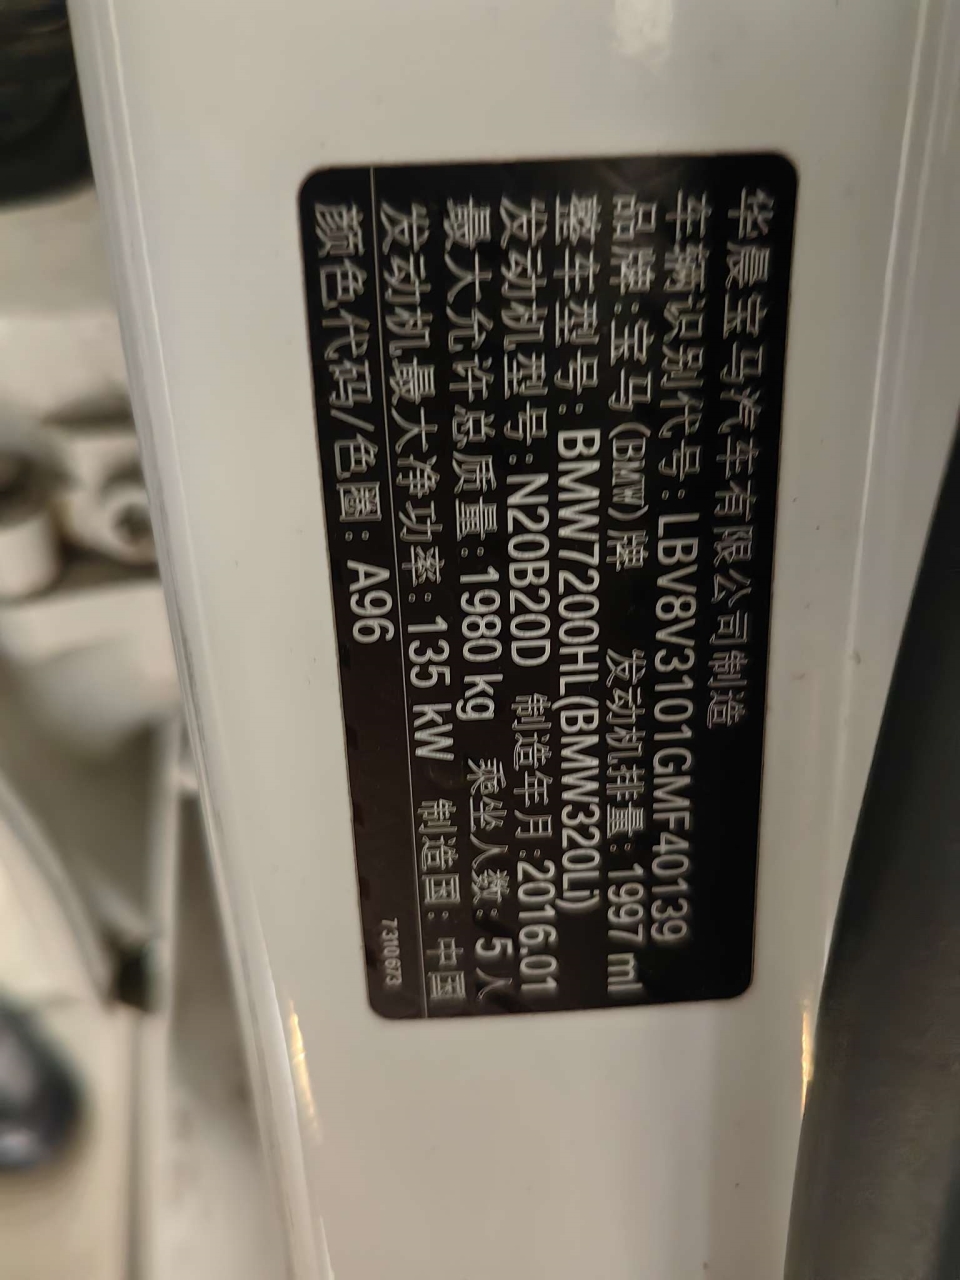 华晨宝马汽车有限公司制造
车辆识别代号: LBV8V3101GMF40139
品牌: 宝马(BMW)牌 发动机排量: 1997 ml
整车型号: BMW7200HL(BMW320Li)
发动机型号: N20B20D 制造年月: 2016.01
最大允许总质量: 1980 kg 乘坐人数: 5 人
发动机最大净功率: 135 kW 制造国: 中国
颜色代码/色圈: A96
7310673